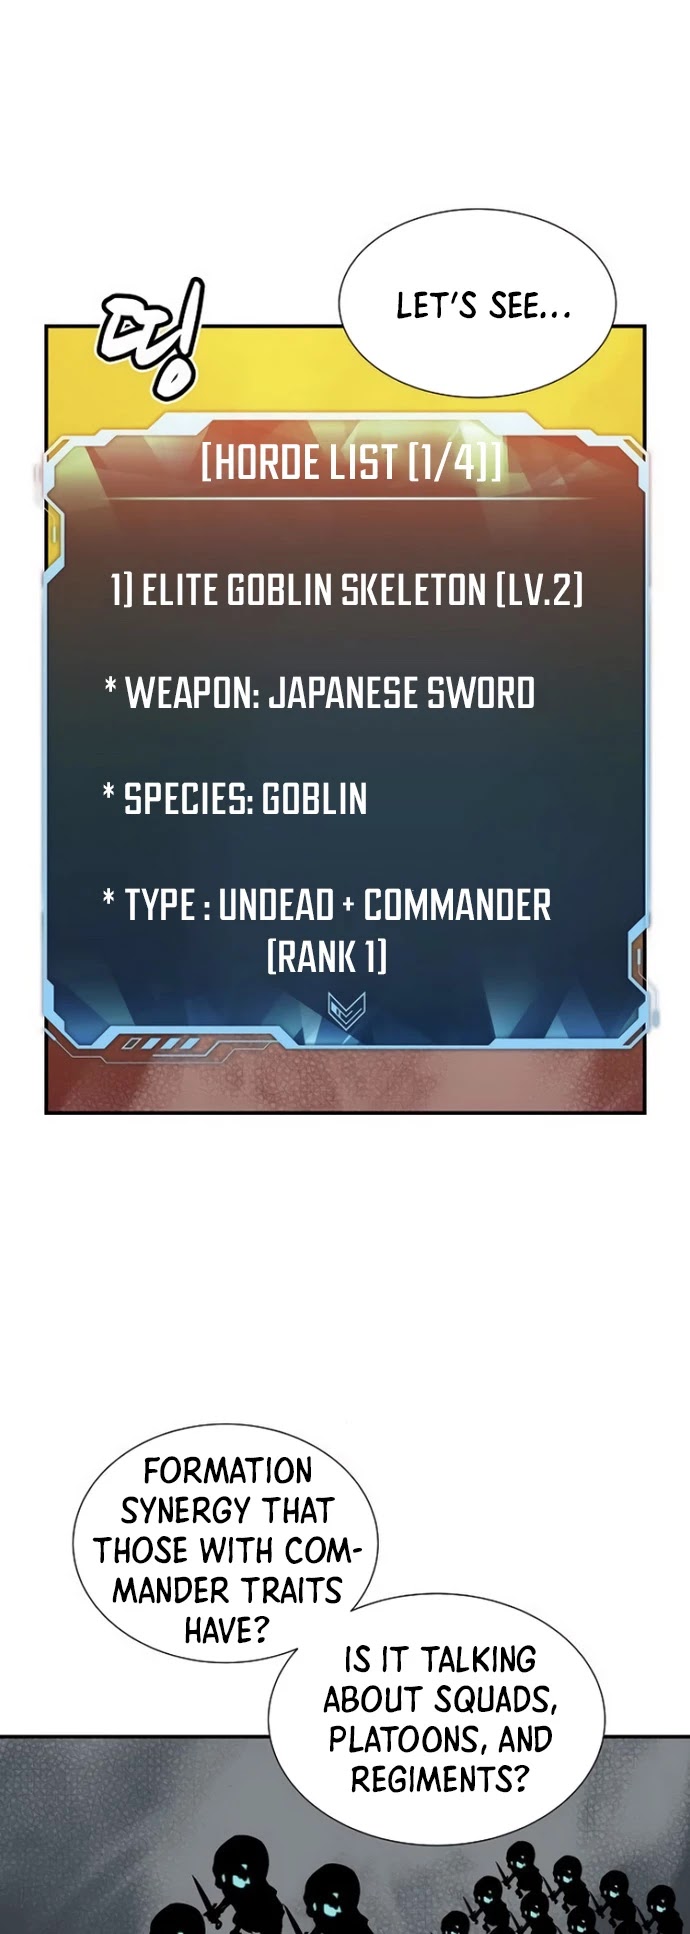 LET'S SEE...
띵!
[HORDE LIST [1/4]]
1] ELITE GOBLIN SKELETON [LV.2]
* WEAPON: JAPANESE SWORD
* SPECIES: GOBLIN
* TYPE : UNDEAD + COMMANDER
[RANK 1]
FORMATION
SYNERGY THAT
THOSE WITH COM-
MANDER TRAITS
HAVE?
IS IT TALKING
ABOUT SQUADS,
PLATOONS, AND
REGIMENTS?